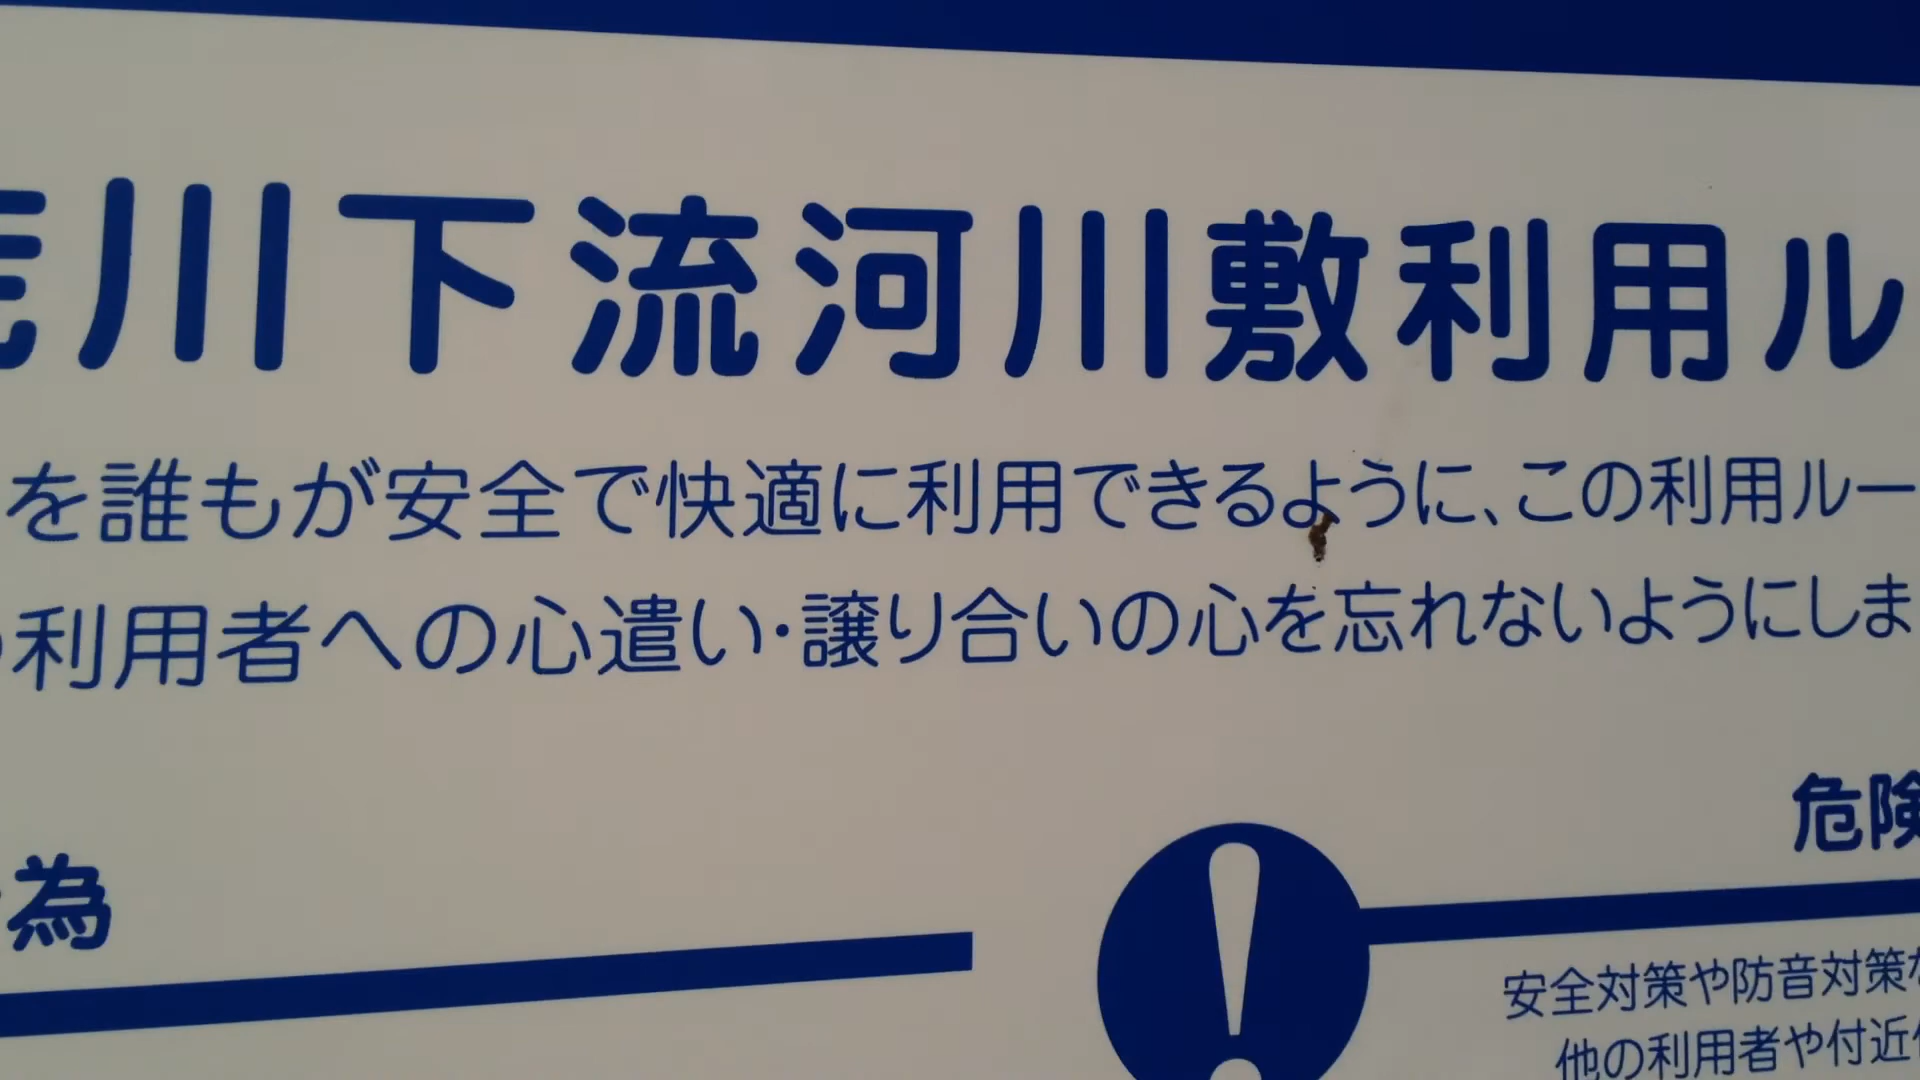 荒川下流河川敷利用ル
を誰もが安全で快適に利用できるように、この利用ルー
利用者への心遣い・譲り合いの心を忘れないようにしま
為
危険
安全対策や防音対策な
他の利用者や付近